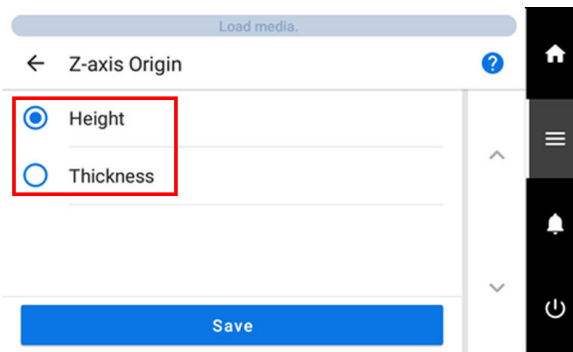 Load media.
Z-axis Origin
?
Height
Thickness
Save